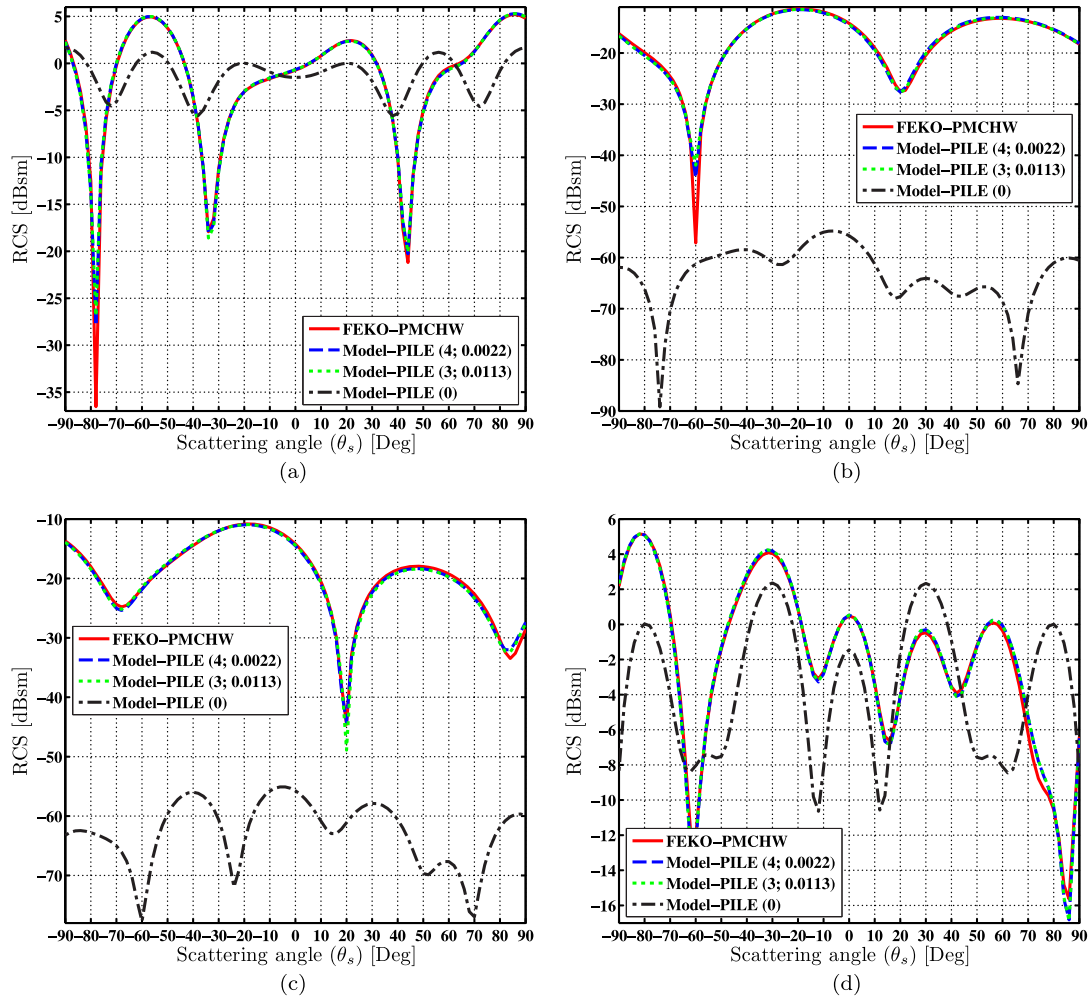 5
0
−5
−10
−15
−20
−25
−30
−35
RCS [dBsm]
FEKO−PMCHW
Model−PILE (4; 0.0022)
Model−PILE (3; 0.0113)
Model−PILE (0)
−90−80−70−60−50−40−30−20−10 0 10 20 30 40 50 60 70 80 90
Scattering angle (θs) [Deg]
(a)
−20
−30
−40
−50
−60
−70
−80
−90
RCS [dBsm]
FEKO−PMCHW
Model−PILE (4; 0.0022)
Model−PILE (3; 0.0113)
Model−PILE (0)
−90−80−70−60−50−40−30−20−10 0 10 20 30 40 50 60 70 80 90
Scattering angle (θs) [Deg]
(b)
−10
−20
−30
−40
−50
−60
−70
RCS [dBsm]
FEKO−PMCHW
Model−PILE (4; 0.0022)
Model−PILE (3; 0.0113)
Model−PILE (0)
−90−80−70−60−50−40−30−20−10 0 10 20 30 40 50 60 70 80 90
Scattering angle (θs) [Deg]
(c)
6
4
2
0
−2
−4
−6
−8
−10
−12
−14
−16
RCS [dBsm]
FEKO−PMCHW
Model−PILE (4; 0.0022)
Model−PILE (3; 0.0113)
Model−PILE (0)
−90−80−70−60−50−40−30−20−10 0 10 20 30 40 50 60 70 80 90
Scattering angle (θs) [Deg]
(d)